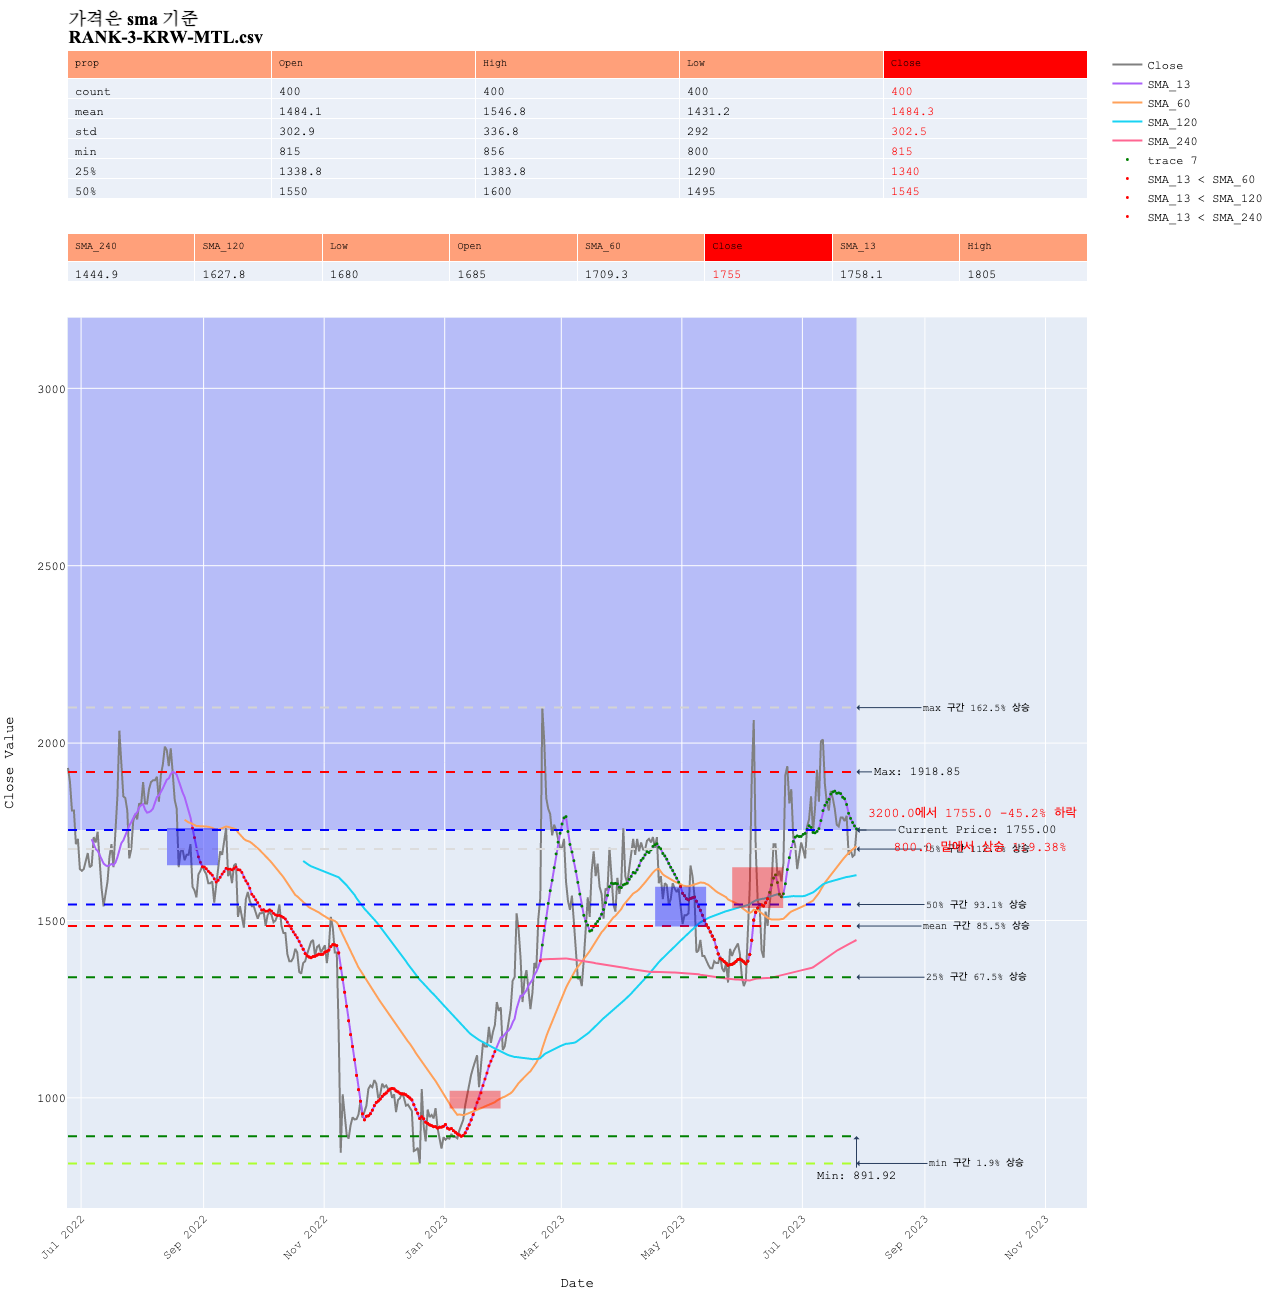 가격은 sma 기준
RANK-3-KRW-MTL.csv
prop Open High Low Close
count 400 400 400 400
mean 1484.1 1546.8 1431.2 1484.3
std 302.9 336.8 292 302.5
min 815 856 800 815
25% 1338.8 1383.8 1290 1340
50% 1550 1600 1495 1545
Close
SMA_13
SMA_60
SMA_120
SMA_240
trace 7
SMA_13 < SMA_60
SMA_13 < SMA_120
SMA_13 < SMA_240
SMA_240 SMA_120 Low Open SMA_60 Close SMA_13 High
1444.9 1627.8 1680 1685 1709.3 1755 1758.1 1805
3000
2500
2000
1500
1000
Close Value
max 구간 162.5% 상승
Max: 1918.85
3200.0에서 1755.0 -45.2% 하락
Current Price: 1755.00
50% 구간 93.1% 상승
mean 구간 85.5% 상승
25% 구간 67.5% 상승
min 구간 1.9% 상승
Min: 891.92
Jul 2022
Sep 2022
Nov 2022
Jan 2023
Mar 2023
May 2023
Jul 2023
Sep 2023
Nov 2023
Date